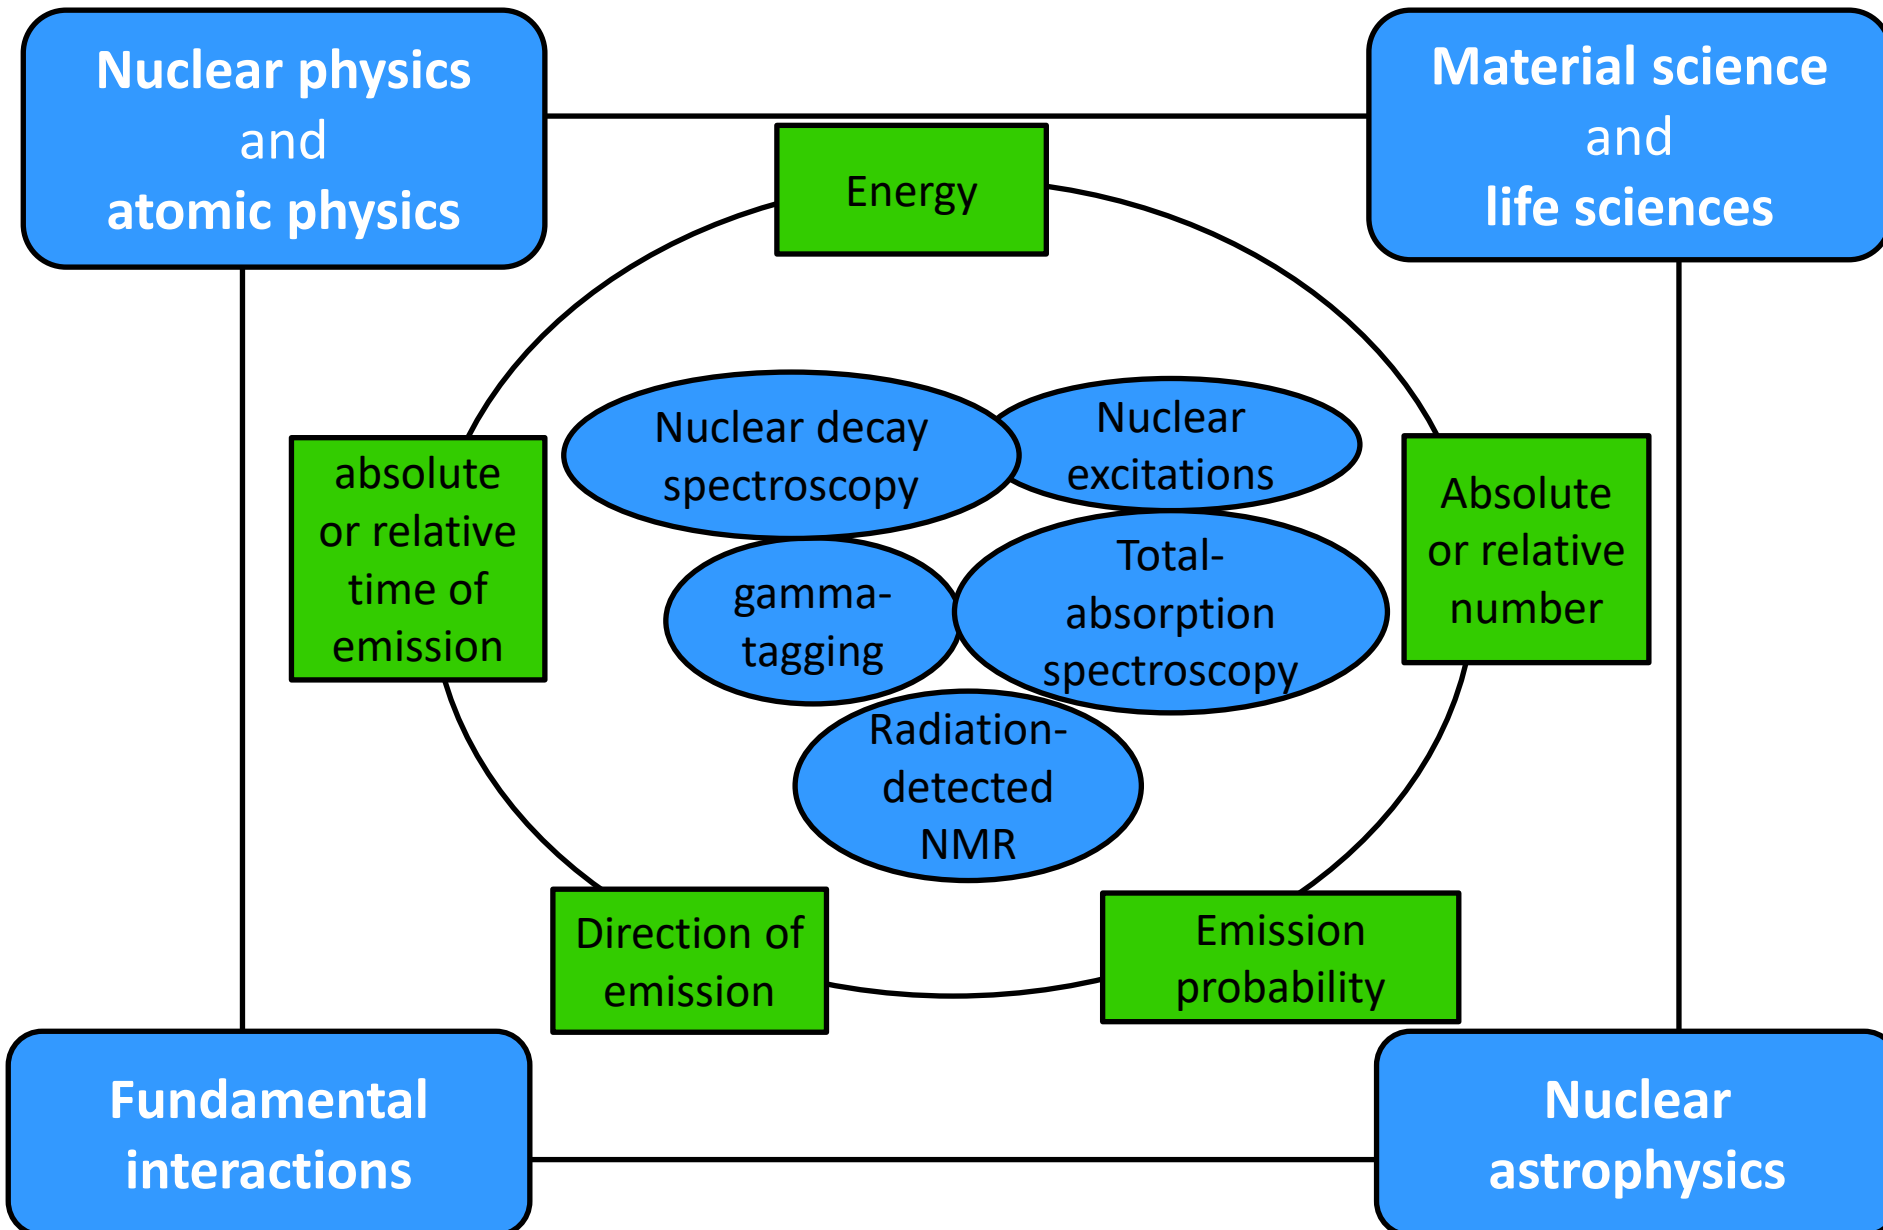 Nuclear physics
and
atomic physics
Material science
and
life sciences
Energy
Nuclear decay
spectroscopy
Nuclear
excitations
absolute
or relative
time of
emission
Absolute
or relative
number
gamma-
tagging
Total-
absorption
spectroscopy
Radiation-
detected
NMR
Direction of
emission
Emission
probability
Fundamental
interactions
Nuclear
astrophysics